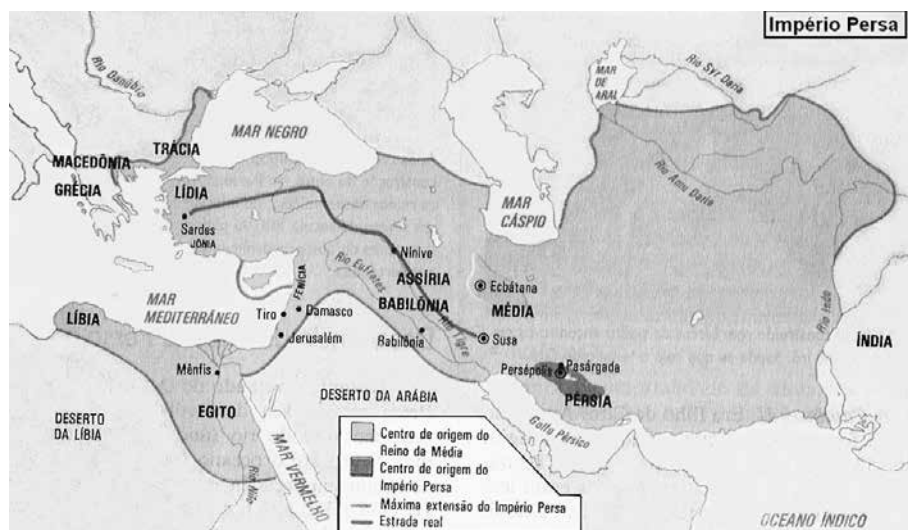 Império Persa
MAR
DE
ARAL
Rio Syr Daria
Rio Danúbio
MAR NEGRO
TRÁCIA
MACEDÔNIA
GRÉCIA
LÍDIA
Sardes
JÔNIA
MAR
CÁSPIO
Rio Amu Daria
Nínive
ASSÍRIA
Rio Eufrates
BABILÔNIA
Ecbátana
MÉDIA
Rio Indo
FENÍCIA
MAR
MEDITERRÂNEO
LÍBIA
Tiro
Damasco
Jerusalém
Babilônia
Rio Tigre
Susa
ÍNDIA
Mênfis
Persépolis
Pasárgada
PÉRSIA
EGITO
DESERTO
DA LÍBIA
DESERTO DA ARÁBIA
Golfo Pérsico
Rio Nilo
MAR VERMELHO
Centro de origem do
Reino da Média
Centro de origem do
Império Persa
Máxima extensão do Império Persa
Estrada real
OCEANO ÍNDICO